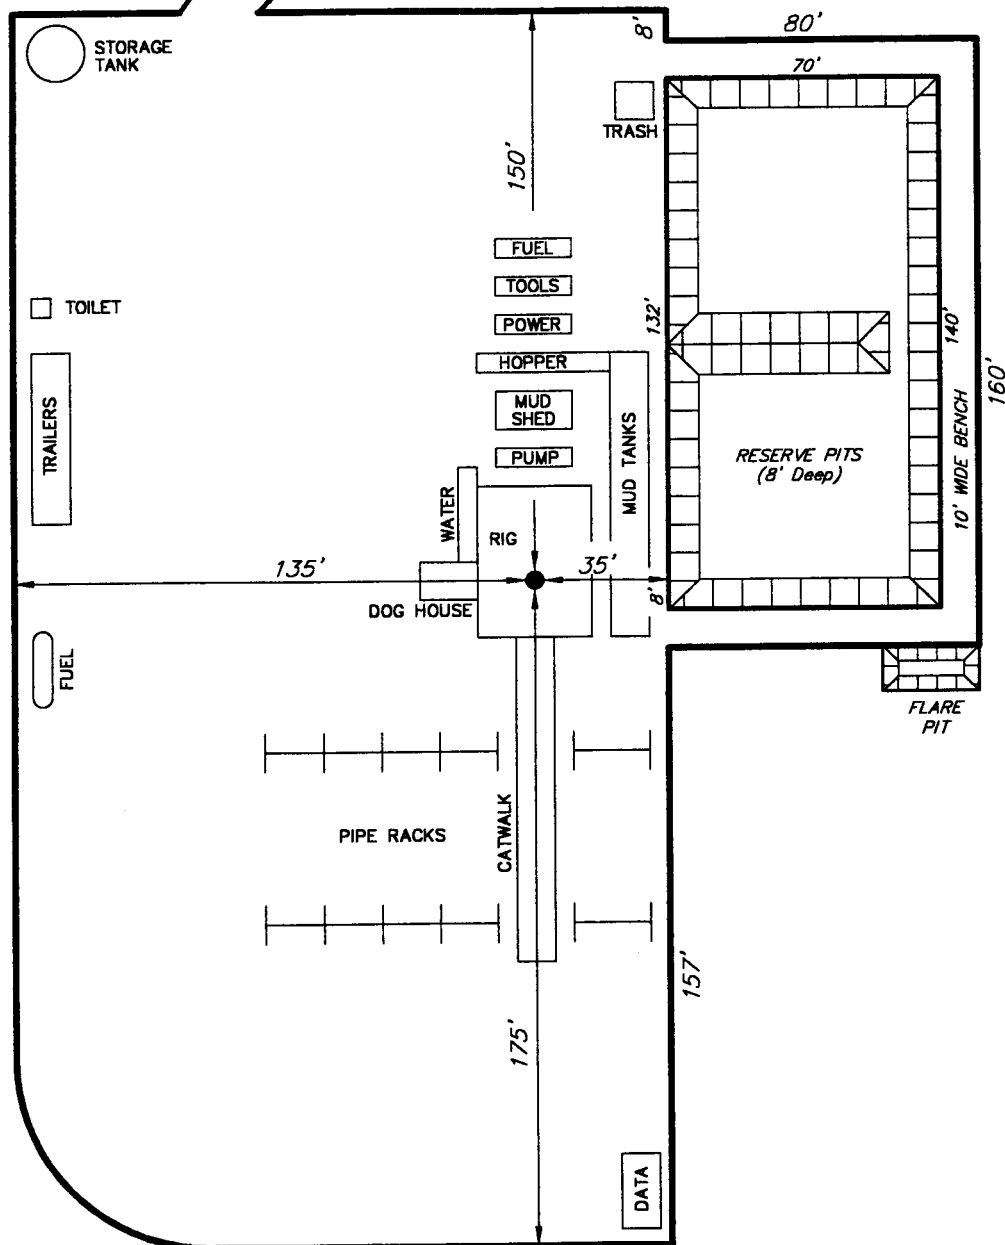 80'
8'
STORAGE
TANK
70'
TRASH
150'
FUEL
TOOLS
TOILET
POWER
132'
140'
160'
HOPPER
MUD
SHED
TRAILERS
MUD TANKS
10' WIDE BENCH
RESERVE PITS
(8' Deep)
PUMP
WATER
RIG
135'
35'
8'
DOG HOUSE
FUEL
FLARE
PIT
CATWALK
PIPE RACKS
157'
175'
DATA